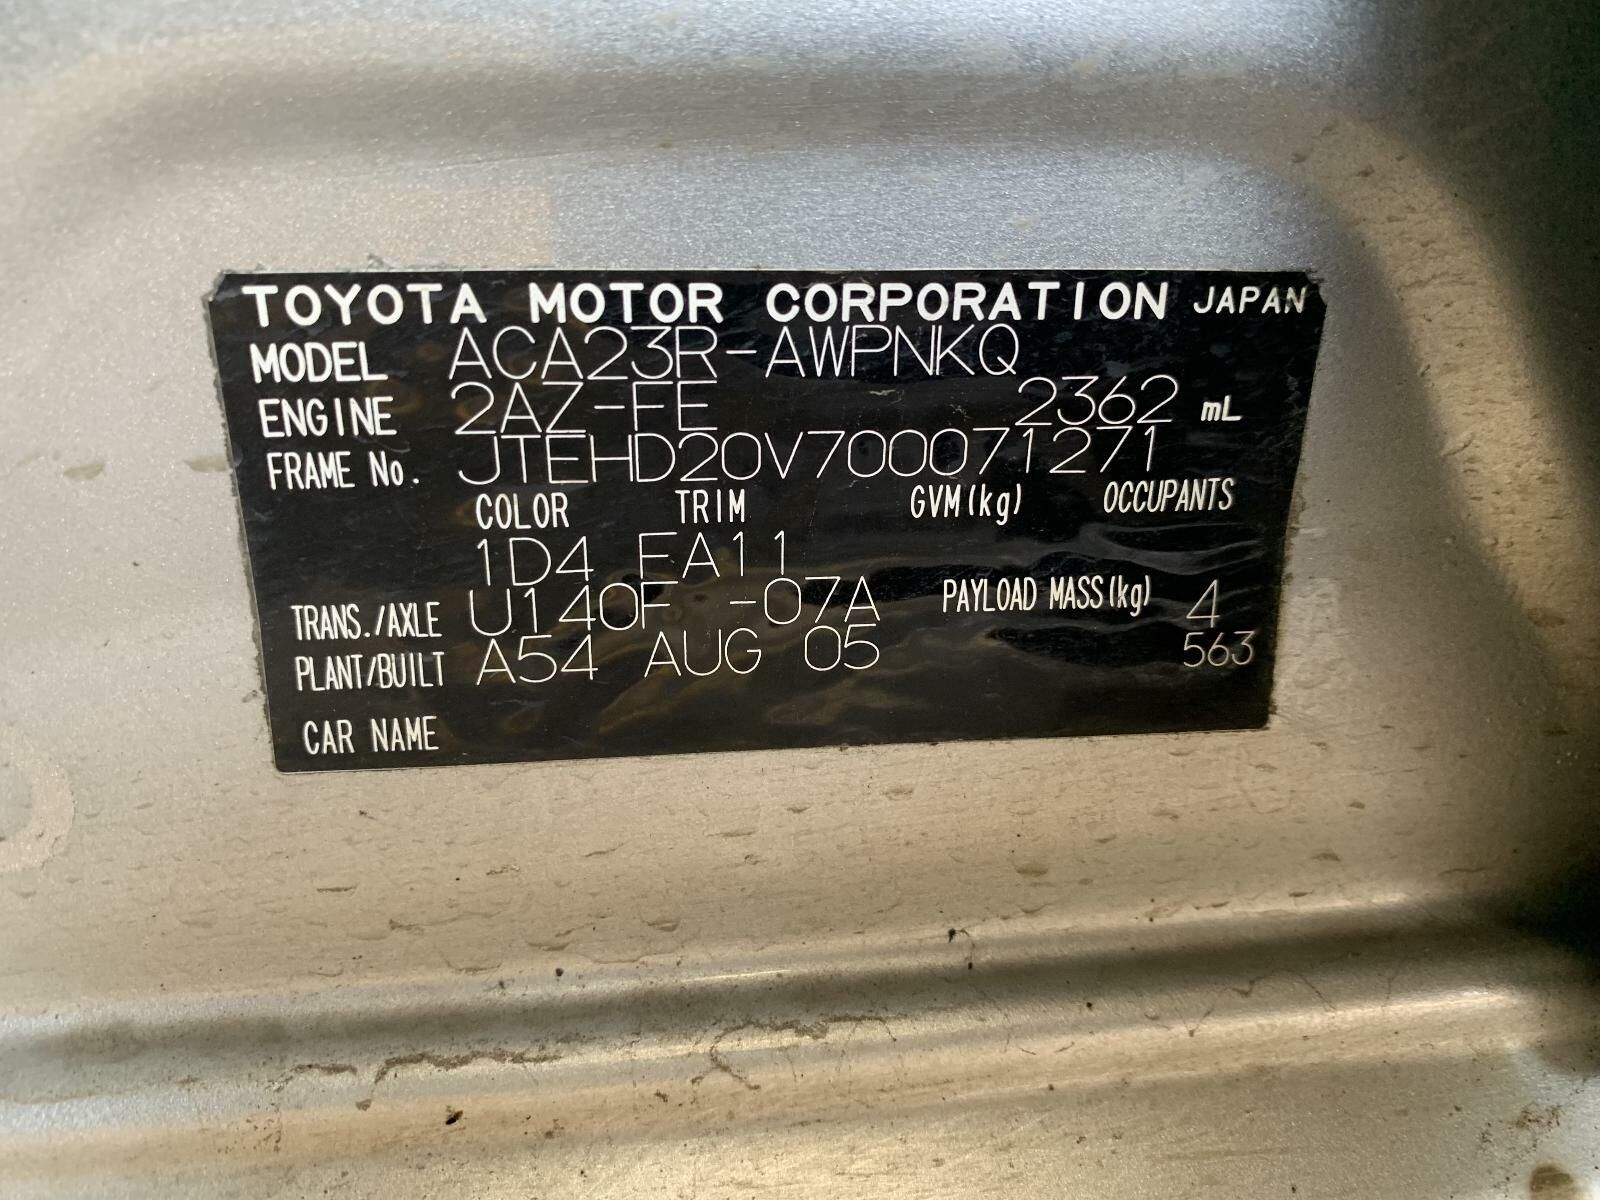 TOYOTA MOTOR CORPORATION JAPAN
MODEL ACA23R-AWPNKQ
ENGINE 2AZ-FE 2362 mL
FRAME No. JTEHD20V700071271
COLOR TRIM GVM(kg) OCCUPANTS
1D4 FA11
TRANS./AXLE U140F -07A PAYLOAD MASS(kg) 4
PLANT/BUILT A54 AUG 05 563
CAR NAME